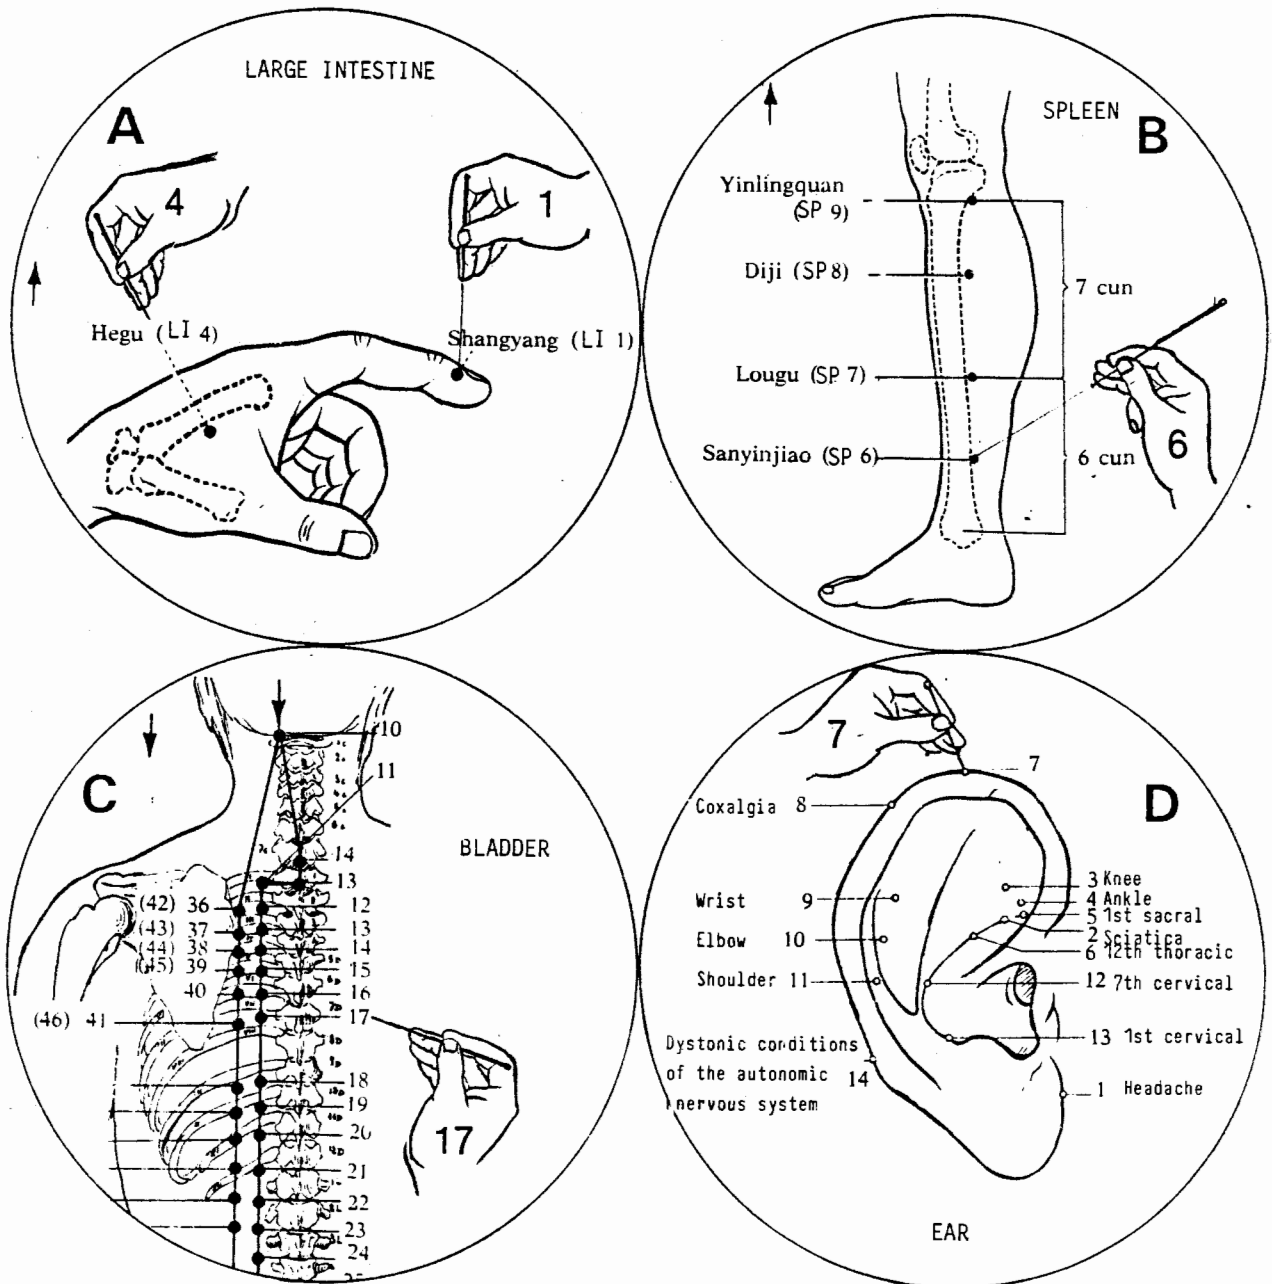 LARGE INTESTINE
A
4
1
Hegu (LI 4)
Shangyang (LI 1)
SPLEEN
B
Yinlingquan
(SP 9)
Diji (SP 8)
7 cun
Lougu (SP 7)
Sanyinjiao (SP 6)
6 cun
6
C
BLADDER
10
11
14
13
(42) 36
12
(43) 37
13
(44) 38
14
(45) 39
15
40
16
(46) 41
17
18
19
20
21
22
23
24
17
D
7
7
Coxalgia 8
3 Knee
4 Ankle
5 1st sacral
2 Sciatica
6 12th thoracic
Wrist 9
Elbow 10
Shoulder 11
12 7th cervical
13 1st cervical
Dystonic conditions
of the autonomic
nervous system
14
1 Headache
EAR